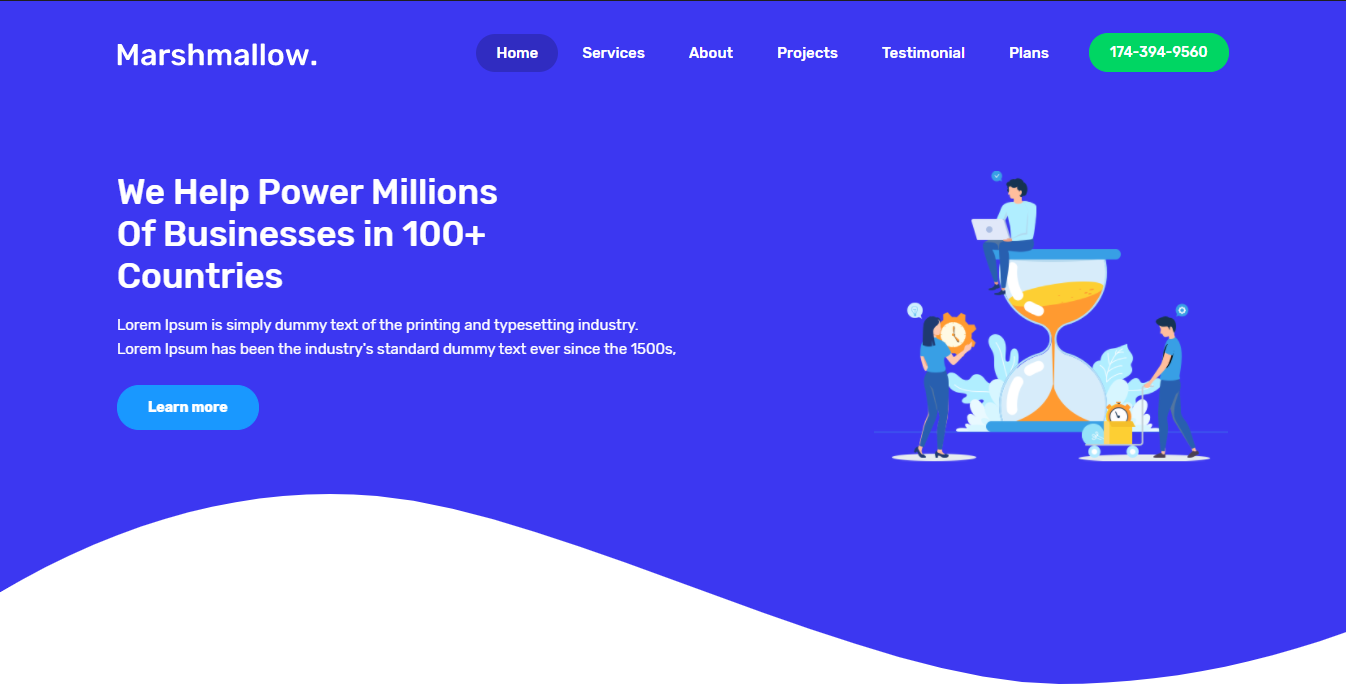 Marshmallow.
Home Services About Projects Testimonial Plans 174-394-9560
We Help Power Millions
Of Businesses in 100+
Countries
Lorem Ipsum is simply dummy text of the printing and typesetting industry.
Lorem Ipsum has been the industry's standard dummy text ever since the 1500s,
Learn more